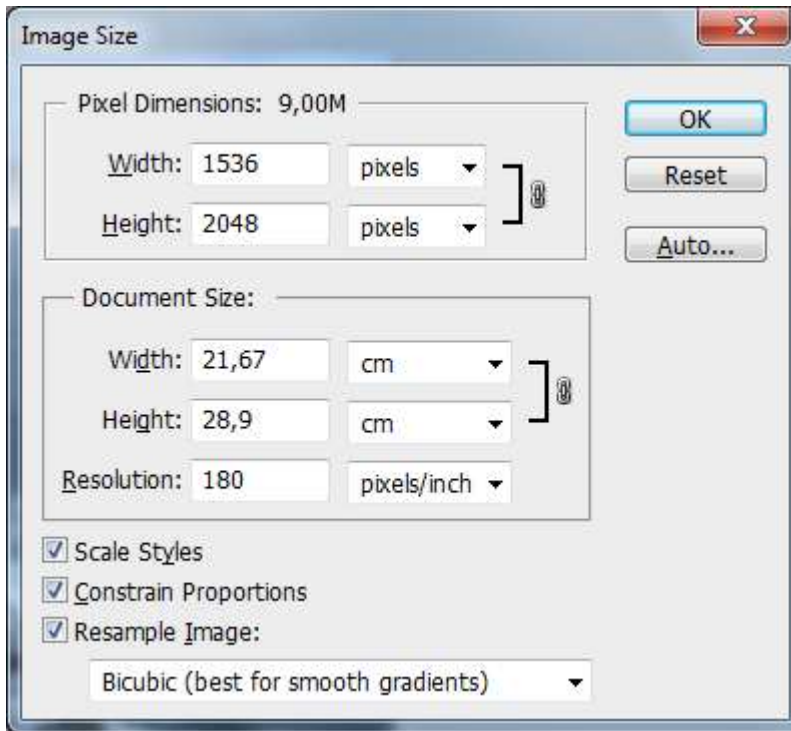 Image Size
Pixel Dimensions: 9,00M
OK
Width: 1536 pixels
Reset
Height: 2048 pixels
Auto...
Document Size:
Width: 21,67 cm
Height: 28,9 cm
Resolution: 180 pixels/inch
Scale Styles
Constrain Proportions
Resample Image:
Bicubic (best for smooth gradients)